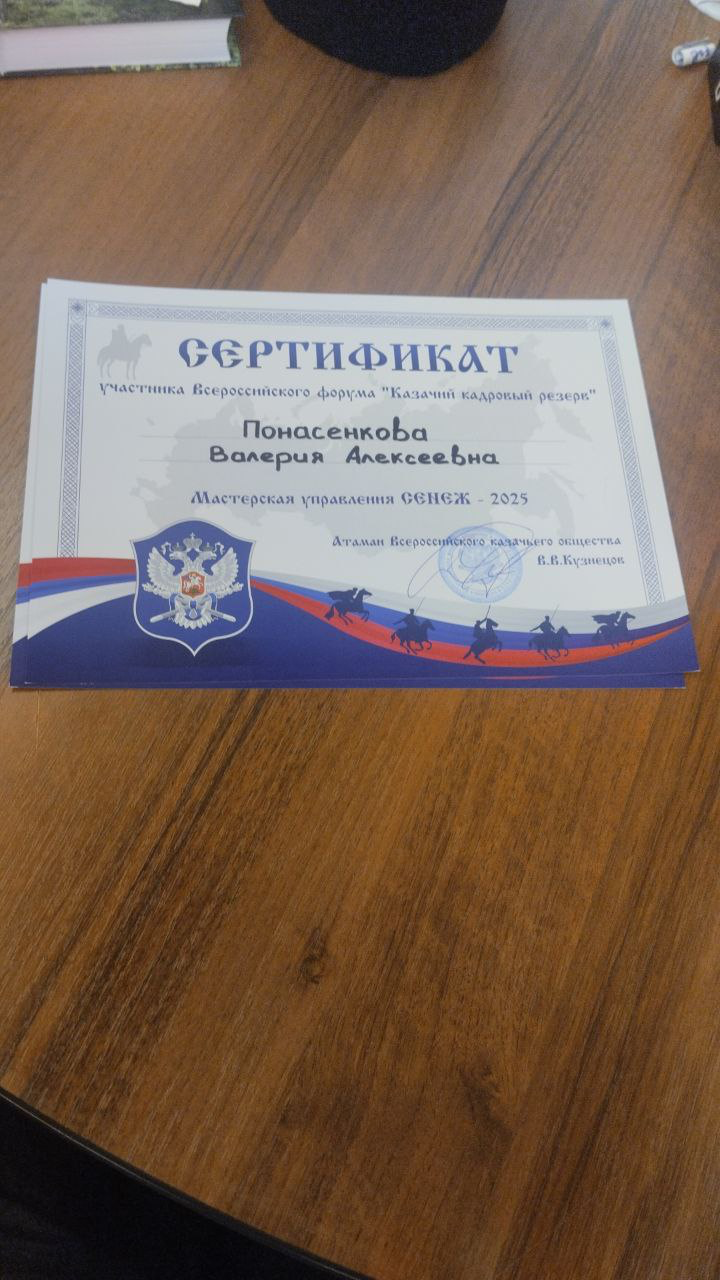 СЕРТИФИКАТ
участника Всероссийского форума "Казачий кадровый резерв"
Понасенкова
Валерия Алексеевна
Мастерская управления СЕНЕЖ - 2025
Атаман Всероссийского казачьего общества
В.В.Кузнецов